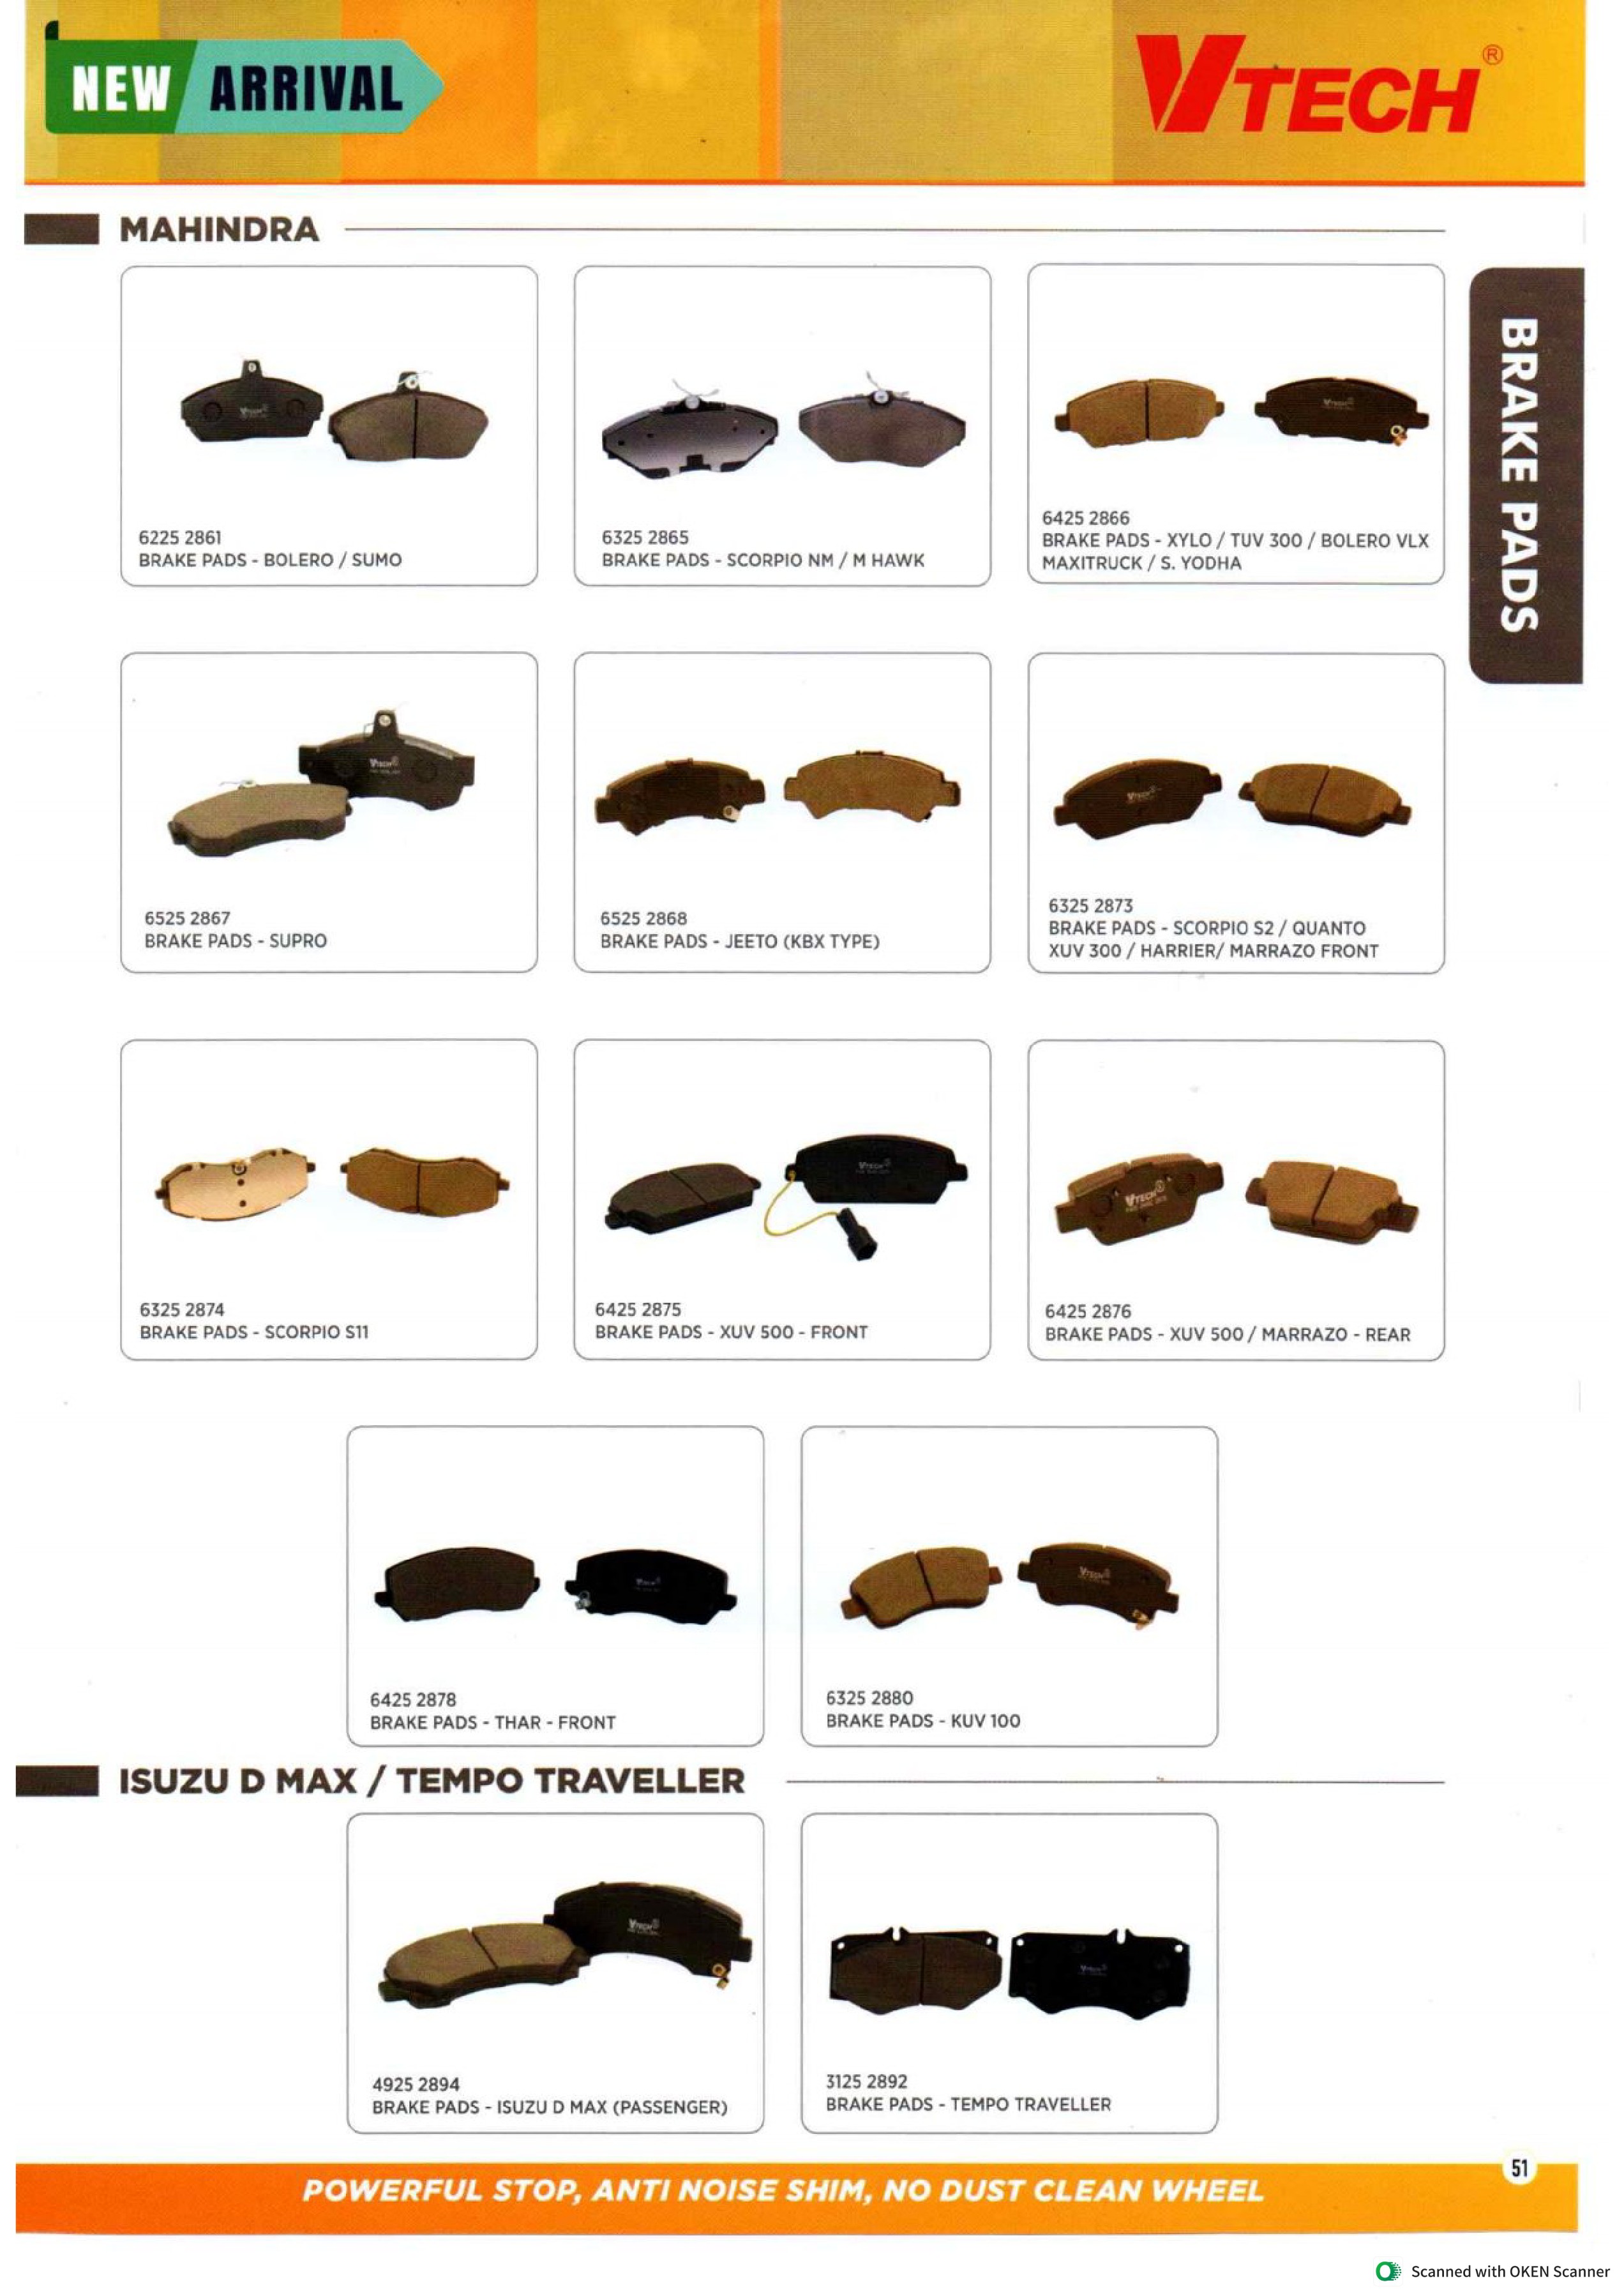 NEW ARRIVAL
VTECH®
MAHINDRA
BRAKE PADS
6225 2861
BRAKE PADS - BOLERO / SUMO
6325 2865
BRAKE PADS - SCORPIO NM / M HAWK
6425 2866
BRAKE PADS - XYLO / TUV 300 / BOLERO VLX
MAXITRUCK / S. YODHA
6525 2867
BRAKE PADS - SUPRO
6525 2868
BRAKE PADS - JEETO (KBX TYPE)
6325 2873
BRAKE PADS - SCORPIO S2 / QUANTO
XUV 300 / HARRIER/ MARRAZO FRONT
6325 2874
BRAKE PADS - SCORPIO S11
6425 2875
BRAKE PADS - XUV 500 - FRONT
6425 2876
BRAKE PADS - XUV 500 / MARRAZO - REAR
6425 2878
BRAKE PADS - THAR - FRONT
6325 2880
BRAKE PADS - KUV 100
ISUZU D MAX / TEMPO TRAVELLER
4925 2894
BRAKE PADS - ISUZU D MAX (PASSENGER)
3125 2892
BRAKE PADS - TEMPO TRAVELLER
51
POWERFUL STOP, ANTI NOISE SHIM, NO DUST CLEAN WHEEL
Scanned with OKEN Scanner